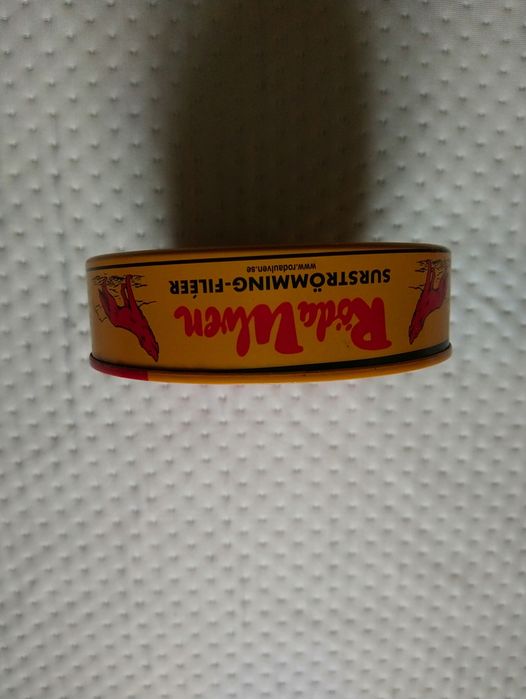 Röda Ulven
SURSTRÖMMING-FILÉER
www.rodaulven.se